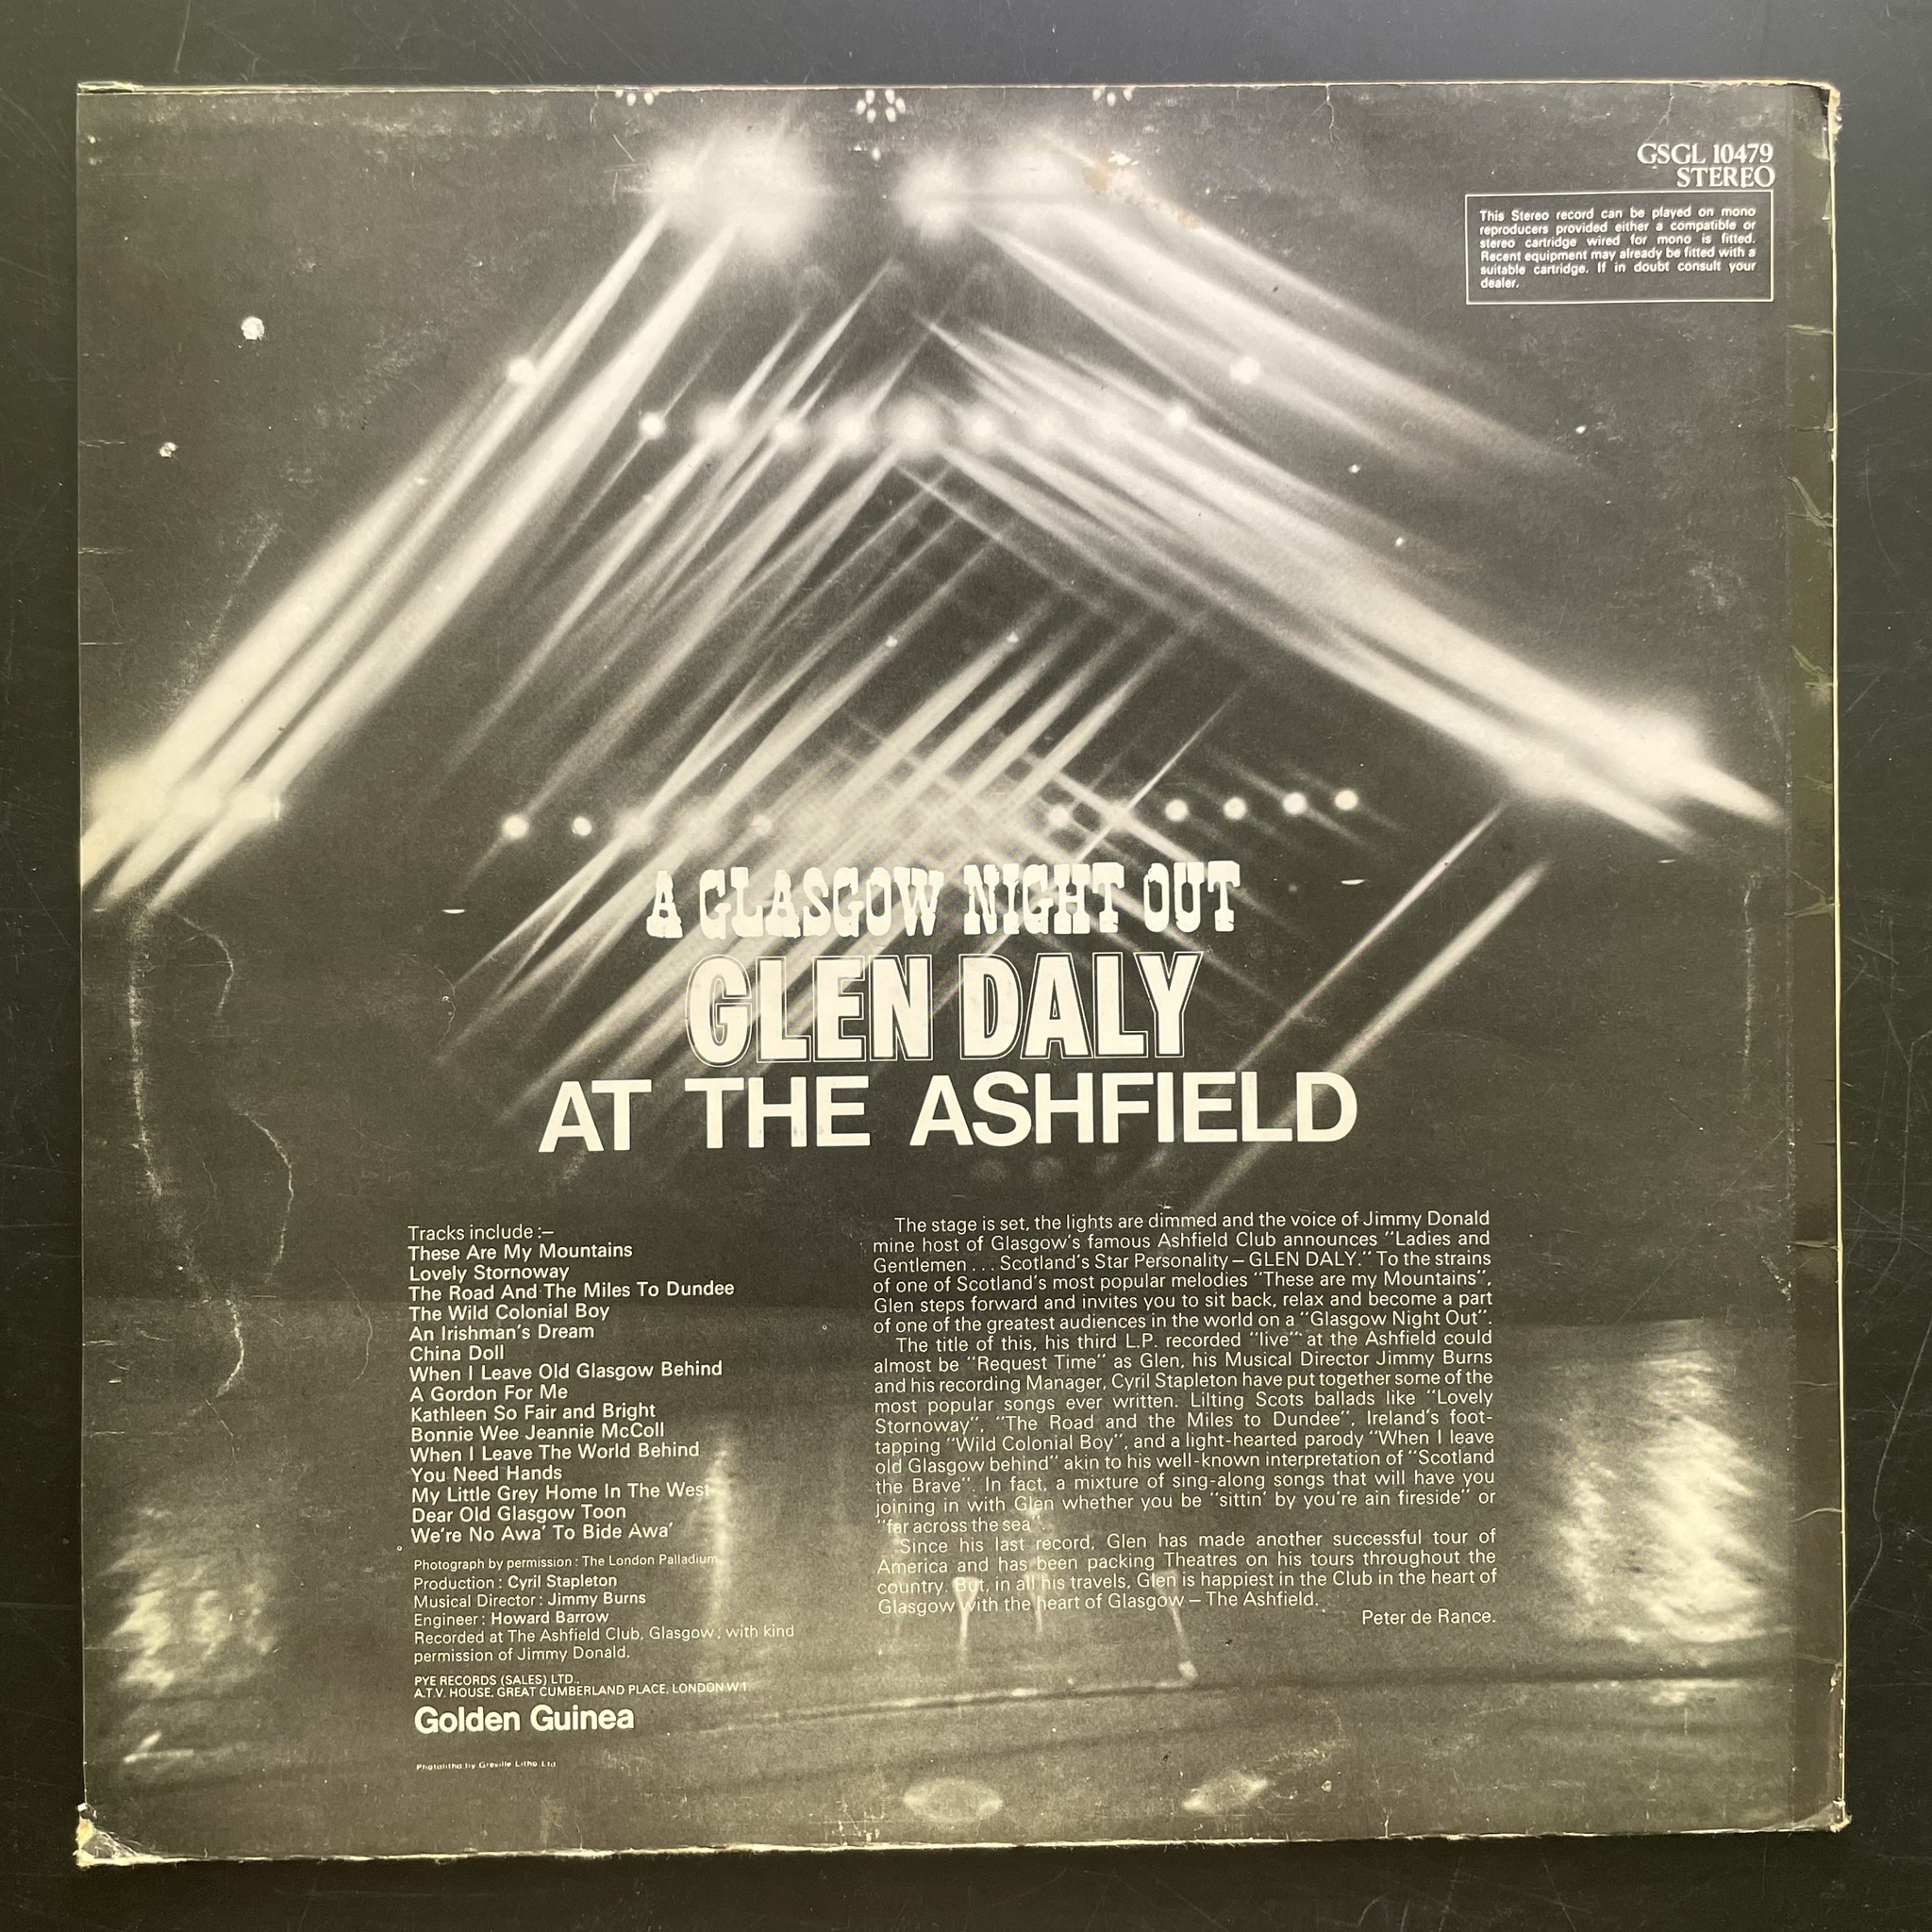 GSGL 10479
STEREO
This Stereo record can be played on mono
reproducers provided either a compatible or
stereo cartridge wired for mono is fitted.
Recent equipment may already be fitted with a
suitable cartridge. If in doubt consult your
dealer.
A GLASGOW NIGHT OUT
GLEN DALY
AT THE ASHFIELD
Tracks include :–
These Are My Mountains
Lovely Stornoway
The Road And The Miles To Dundee
The Wild Colonial Boy
An Irishman's Dream
China Doll
When I Leave Old Glasgow Behind
A Gordon For Me
Kathleen So Fair and Bright
Bonnie Wee Jeannie McColl
When I Leave The World Behind
You Need Hands
My Little Grey Home In The West
Dear Old Glasgow Toon
We're No Awa' To Bide Awa'
Photograph by permission : The London Palladium
Production : Cyril Stapleton
Musical Director : Jimmy Burns
Engineer : Howard Barrow
Recorded at The Ashfield Club, Glasgow, with kind
permission of Jimmy Donald.
PYE RECORDS (SALES) LTD.,
A.T.V. HOUSE, GREAT CUMBERLAND PLACE, LONDON W.1.
Golden Guinea
Photolitho by Greville Litho Ltd
The stage is set, the lights are dimmed and the voice of Jimmy Donald
mine host of Glasgow's famous Ashfield Club announces "Ladies and
Gentlemen . . . Scotland's Star Personality – GLEN DALY." To the strains
of one of Scotland's most popular melodies "These are my Mountains",
Glen steps forward and invites you to sit back, relax and become a part
of one of the greatest audiences in the world on a "Glasgow Night Out".
The title of this, his third L.P. recorded "live" at the Ashfield could
almost be "Request Time" as Glen, his Musical Director Jimmy Burns
and his recording Manager, Cyril Stapleton have put together some of the
most popular songs ever written. Lilting Scots ballads like "Lovely
Stornoway", "The Road and the Miles to Dundee", Ireland's foot-
tapping "Wild Colonial Boy", and a light-hearted parody "When I leave
old Glasgow behind" akin to his well-known interpretation of "Scotland
the Brave". In fact, a mixture of sing-along songs that will have you
joining in with Glen whether you be "sittin' by you're ain fireside" or
"far across the sea".
Since his last record, Glen has made another successful tour of
America and has been packing Theatres on his tours throughout the
country. But, in all his travels, Glen is happiest in the Club in the heart of
Glasgow with the heart of Glasgow – The Ashfield.
Peter de Rance.